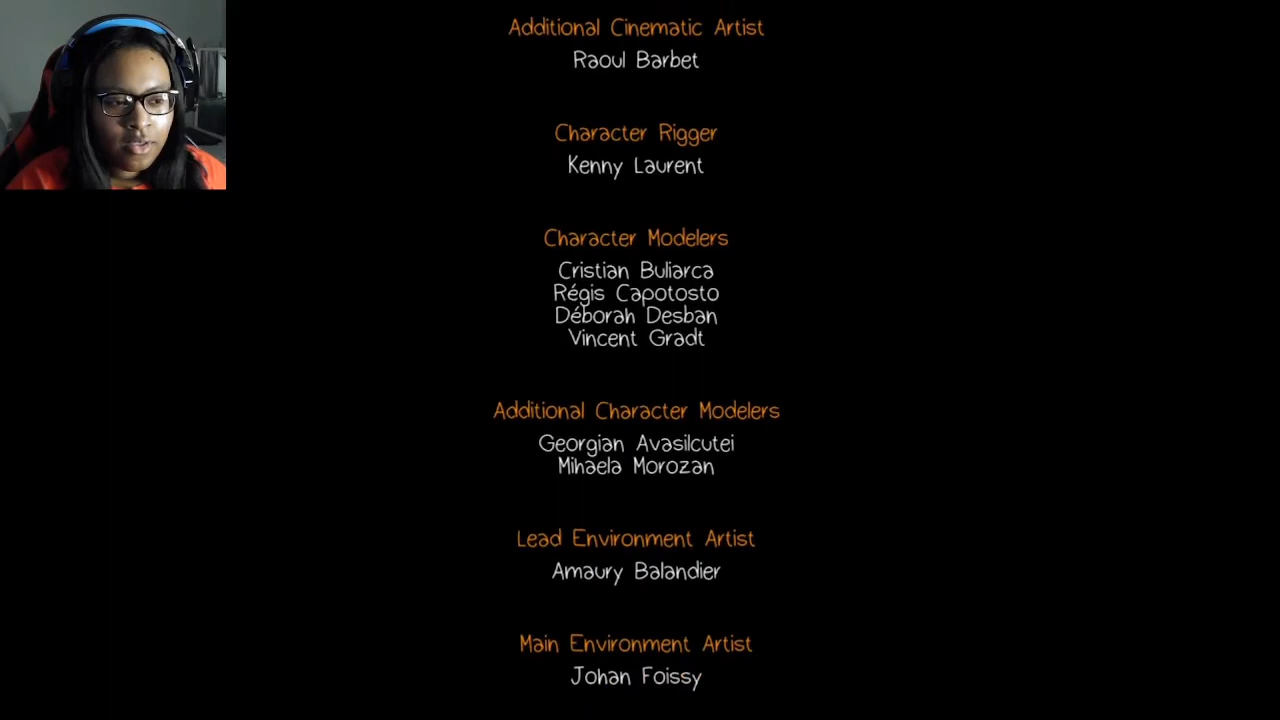 Additional Cinematic Artist
Raoul Barbet
Character Rigger
Kenny Laurent
Character Modelers
Cristian Buliarca
Régis Capotosto
Déborah Desban
Vincent Gradt
Additional Character Modelers
Georgian Avasilcutei
Mihaela Morozan
Lead Environment Artist
Amaury Balandier
Main Environment Artist
Johan Foissy